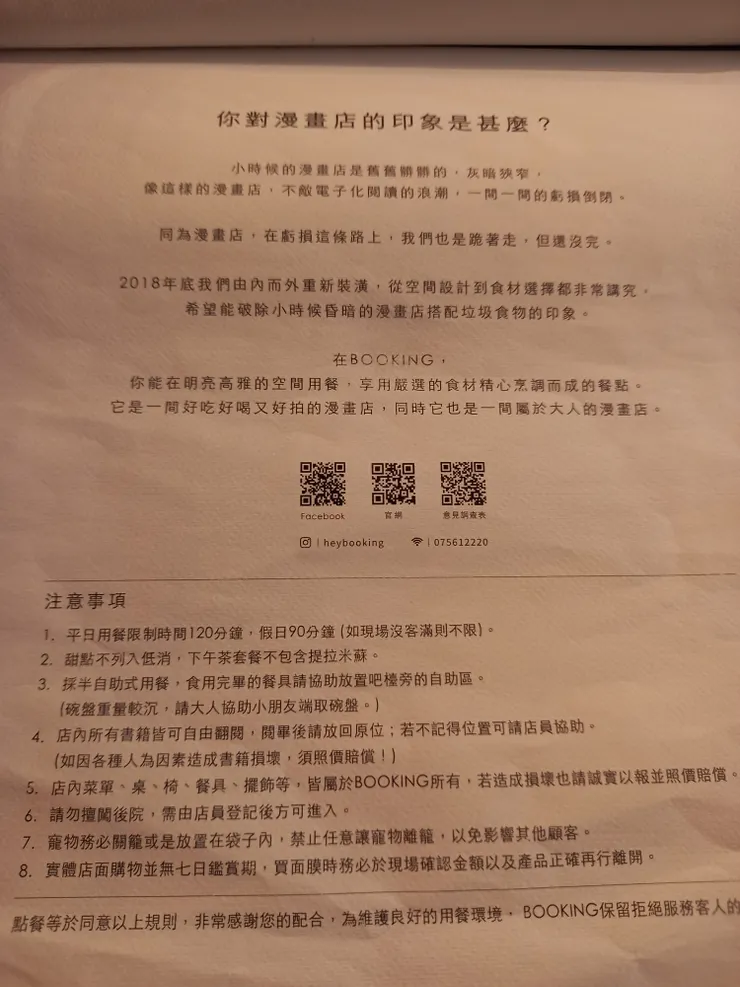 你對漫畫店的印象是甚麼？
小時候的漫畫店是舊舊髒髒的，灰暗狹窄，
像這樣的漫畫店，不敵電子化閱讀的浪潮，一間一間的虧損倒閉。
同為漫畫店，在虧損這條路上，我們也是跪著走，但還沒完。
2018年底我們由內而外重新裝潢，從空間設計到食材選擇都非常講究，
希望能破除小時候昏暗的漫畫店搭配垃圾食物的印象。
在BOOKING，
你能在明亮高雅的空間用餐，享用嚴選的食材精心烹調而成的餐點。
它是一間好吃好喝又好拍的漫畫店，同時它也是一間屬於大人的漫畫店。
Facebook 官網 意見調查表
| heybooking | 075612220
注意事項
1. 平日用餐限制時間120分鐘，假日90分鐘 (如現場沒客滿則不限)。
2. 甜點不列入低消，下午茶套餐不包含提拉米蘇。
3. 採半自助式用餐，食用完畢的餐具請協助放置吧檯旁的自助區。
(碗盤重量較沉，請大人協助小朋友端取碗盤。)
4. 店內所有書籍皆可自由翻閱，閱畢後請放回原位；若不記得位置可請店員協助。
(如因各種人為因素造成書籍損壞，須照價賠償！)
5. 店內菜單、桌、椅、餐具、擺飾等，皆屬於BOOKING所有，若造成損壞也請誠實以報並照價賠償。
6. 請勿擅闖後院，需由店員登記後方可進入。
7. 寵物務必關籠或是放置在袋子內，禁止任意讓寵物離籠，以免影響其他顧客。
8. 實體店面購物並無七日鑑賞期，買面膜時務必於現場確認金額以及產品正確再行離開。
點餐等於同意以上規則，非常感謝您的配合，為維護良好的用餐環境， BOOKING保留拒絕服務客人的